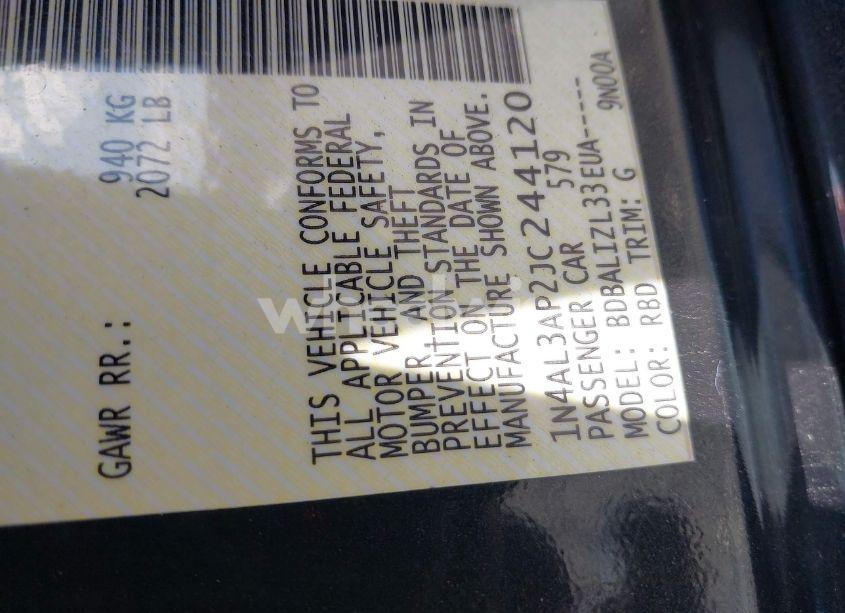 GAWR RR.: 940 KG
2072 LB
THIS VEHICLE CONFORMS TO
ALL APPLICABLE FEDERAL
MOTOR VEHICLE SAFETY,
BUMPER, AND THEFT
PREVENTION STANDARDS IN
EFFECT ON THE DATE OF
MANUFACTURE SHOWN ABOVE.
1N4AL3AP2JC244120
PASSENGER CAR 579
MODEL: BDBALIZL33EUA-----
COLOR: RBD TRIM: G 9N00A